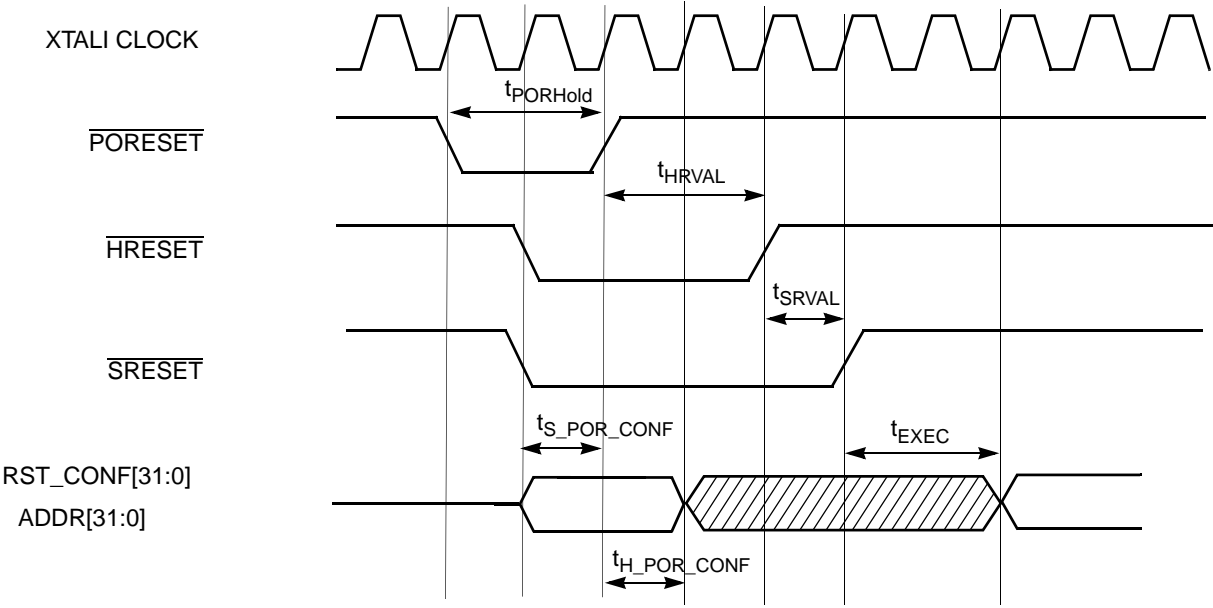 XTALI CLOCK
tPORHold
PORESET
tHRVAL
HRESET
tSRVAL
SRESET
tS_POR_CONF
tEXEC
RST_CONF[31:0]
ADDR[31:0]
tH_POR_CONF